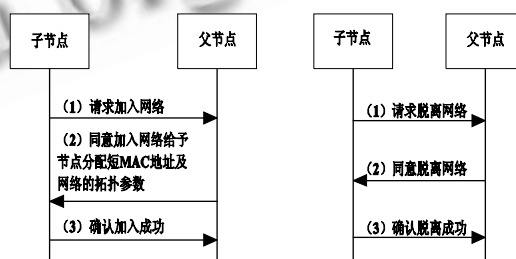 子节点
父节点
（1）请求加入网络
（2）同意加入网络给予
节点分配短MAC地址及
网络的拓扑参数
（3）确认加入成功
子节点
父节点
（1）请求脱离网络
（2）同意脱离网络
（3）确认脱离成功